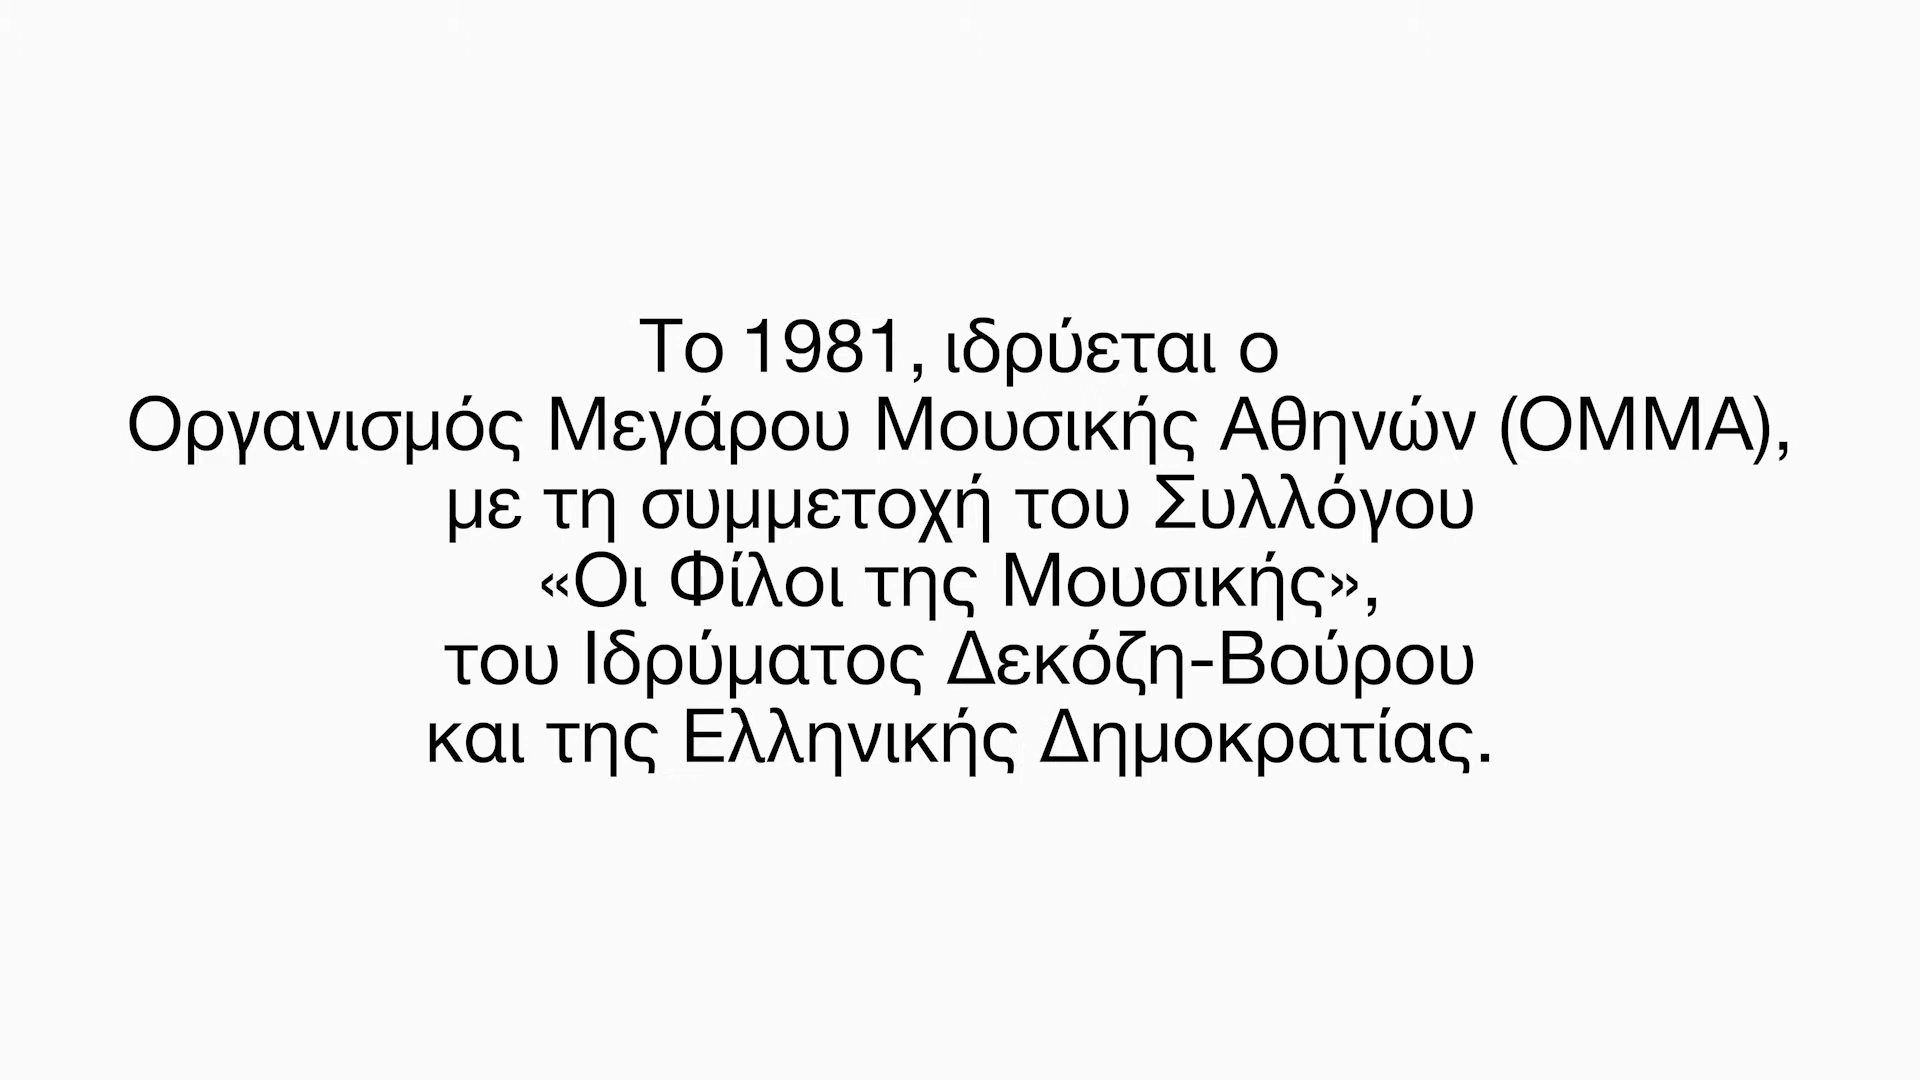 Το 1981, ιδρύεται ο
Οργανισμός Μεγάρου Μουσικής Αθηνών (ΟΜΜΑ),
με τη συμμετοχή του Συλλόγου
«Οι Φίλοι της Μουσικής»,
του Ιδρύματος Δεκόζη-Βούρου
και της Ελληνικής Δημοκρατίας.